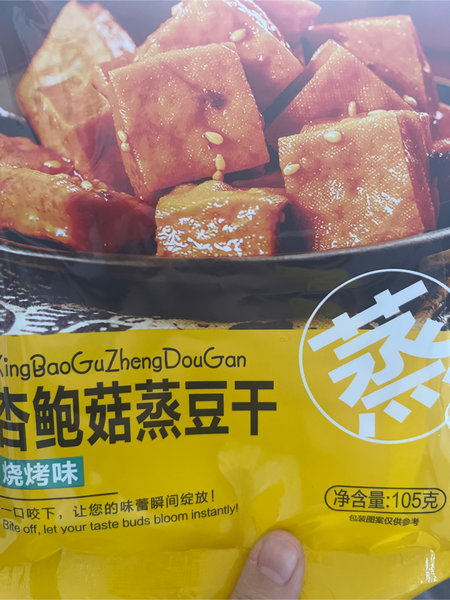 XingBaoGuZhengDouGan
蒸
杏鲍菇蒸豆干
烧烤味
一口咬下，让您的味蕾瞬间绽放！
Bite off, let your taste buds bloom instantly!
净含量:105克
包装图案仅供参考